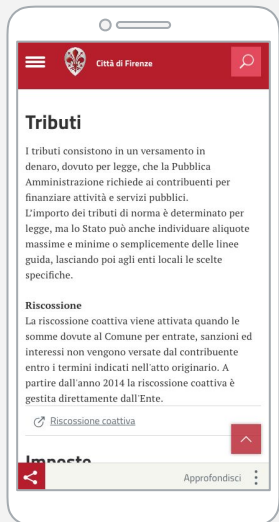 Città di Firenze
Tributi
I tributi consistono in un versamento in
denaro, dovuto per legge, che la Pubblica
Amministrazione richiede ai contribuenti per
finanziare attività e servizi pubblici.
L'importo dei tributi di norma è determinato per
legge, ma lo Stato può anche individuare aliquote
massime e minime o semplicemente delle linee
guida, lasciando poi agli enti locali le scelte
specifiche.
Riscossione
La riscossione coattiva viene attivata quando le
somme dovute al Comune per entrate, sanzioni ed
interessi non vengono versate dal contribuente
entro i termini indicati nell'atto originario. A
partire dall'anno 2014 la riscossione coattiva è
gestita direttamente dall'Ente.
Riscossione coattiva
Imposte
Approfondisci